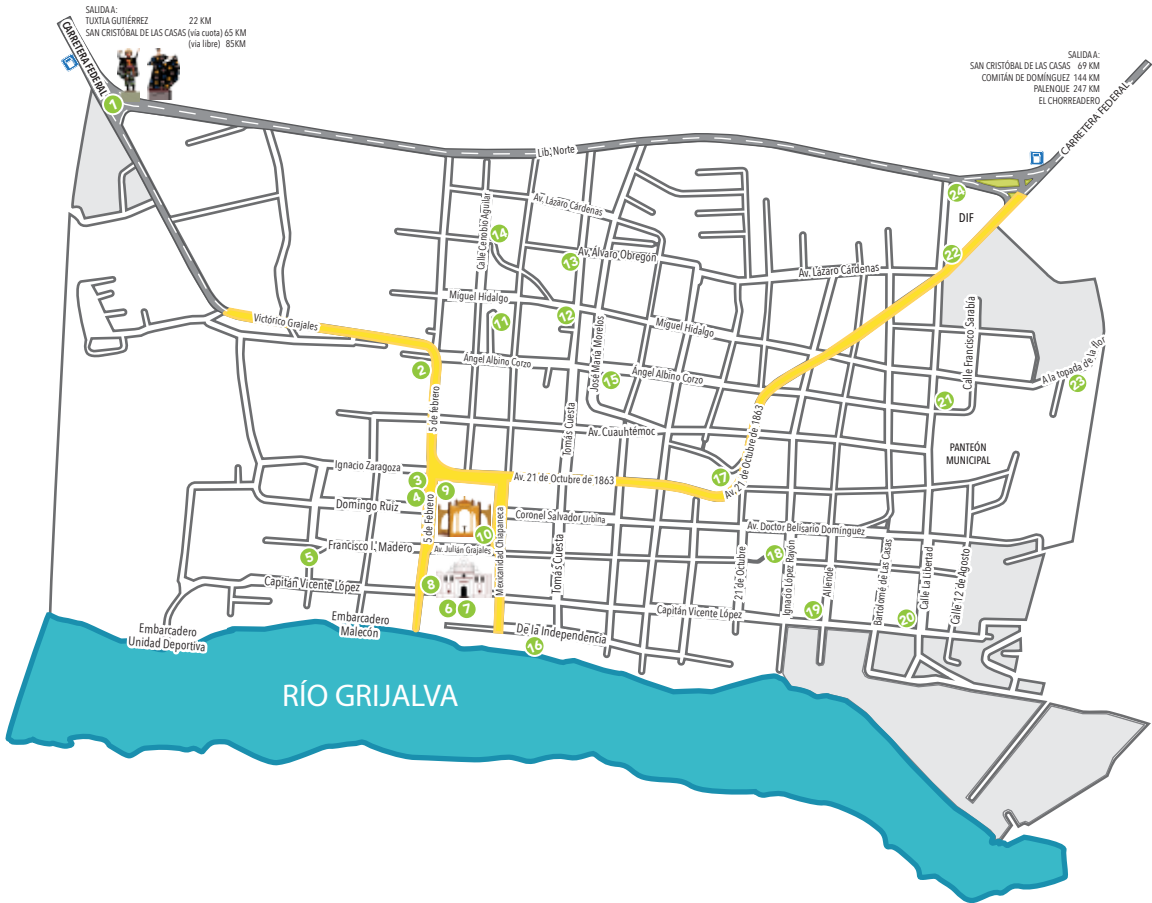 SALIDA A:
TUXTLA GUTIÉRREZ 22 KM
SAN CRISTÓBAL DE LAS CASAS (vía cuota) 65 KM
(via libre) 85KM
CARRETERA FEDERAL
CARRETERA FEDERAL
1
SALIDA A:
SAN CRISTÓBAL DE LAS CASAS 69 KM
COMITÁN DE DOMÍNGUEZ 144 KM
PALENQUE 247 KM
EL CHORREADERO
CARRETERA FEDERAL
Lib. Norte
24
DIF
Av. Lázaro Cárdenas
Calle Cenobio Aguilar
14
13
Av. Álvaro Obregón
22
Av. Lázaro Cárdenas
Miguel Hidalgo
Victórico Grajales
11
12
Miguel Hidalgo
José María Morelos
Calle Francisco Sarabia
A la topada de la flor
23
Ángel Albino Corzo
2
15
Ángel Albino Corzo
21
5 de febrero
Tomás Cuesta
Av. Cuauhtémoc
Av. 21 de Octubre de 1863
PANTEÓN
MUNICIPAL
Ignacio Zaragoza
3
9
Av. 21 de Octubre de 1863
17
4
Domingo Ruiz
5 de Febrero
10
Mexicanidad Chiapaneca
Coronel Salvador Urbina
Av. Doctor Belisario Domínguez
Francisco I. Madero
5
Av. Julián Grajales
Tomás Cuesta
21 de Octubre
18
Ignacio López Rayón
Allende
Bartolomé de las Casas
Calle La Libertad
Calle 12 de Agosto
Capitán Vicente López
8
6
7
Capitán Vicente López
19
20
Embarcadero
Malecón
Embarcadero
Unidad Deportiva
De la Independencia
16
RÍO GRIJALVA